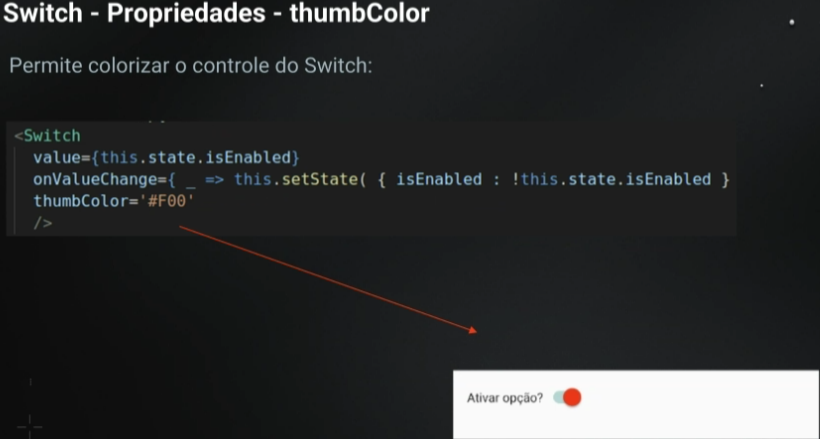 Switch - Propriedades - thumbColor
Permite colorizar o controle do Switch:
<Switch
value={this.state.isEnabled}
onValueChange={ _ => this.setState( { isEnabled : !this.state.isEnabled }
thumbColor='#F00'
/>
Ativar opção?